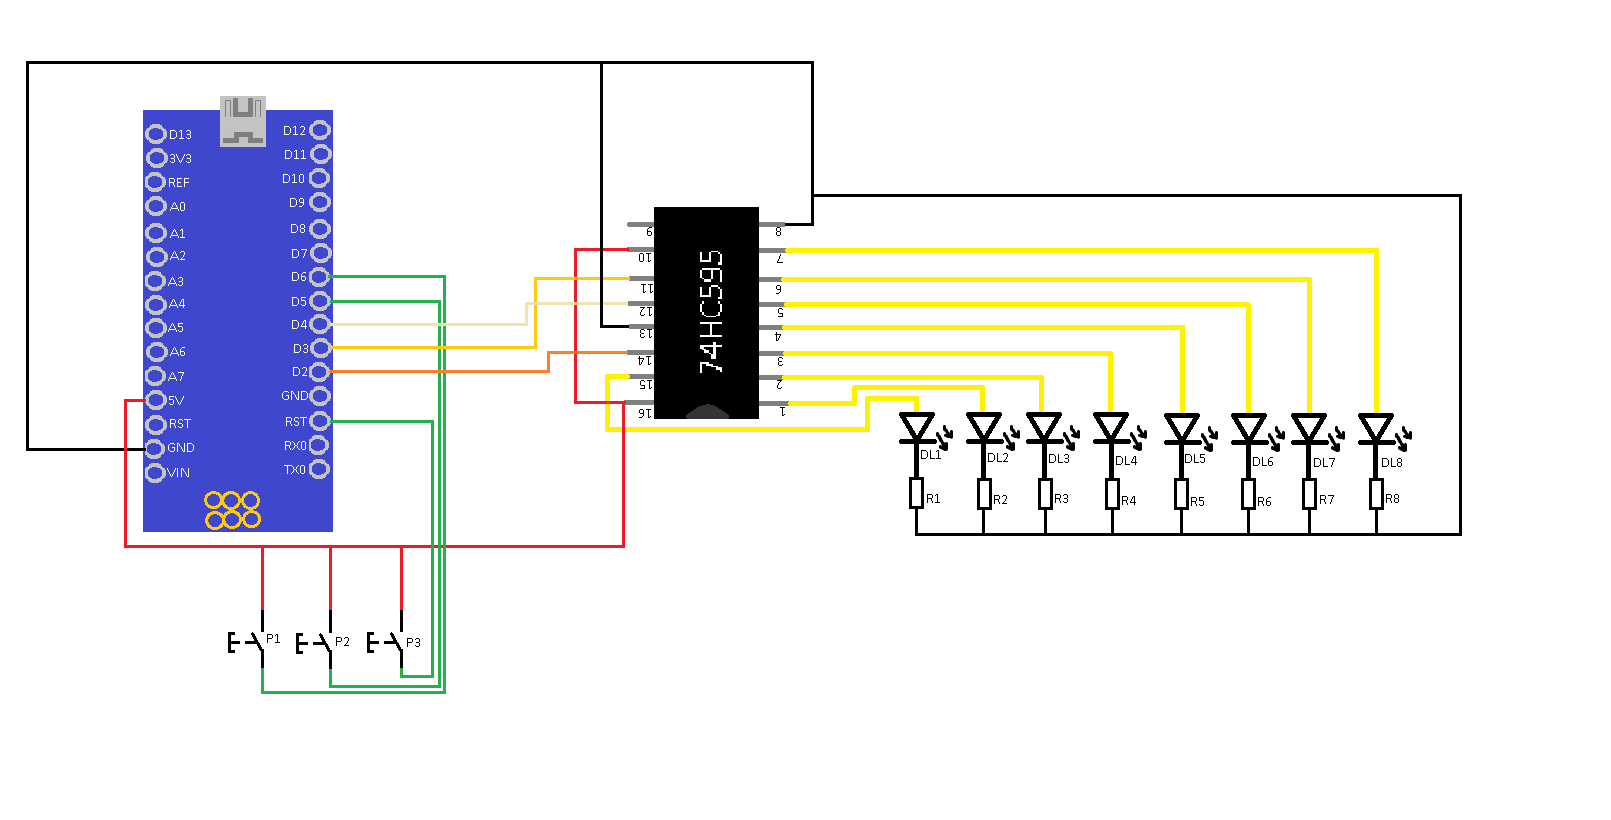 D13
3V3
REF
A0
A1
A2
A3
A4
A5
A6
A7
5V
RST
GND
VIN
D12
D11
D10
D9
D8
D7
D6
D5
D4
D3
D2
GND
RST
RX0
TX0
9
10
11
12
13
14
15
16
74HC595
8
7
6
5
4
3
2
1
DL1
DL2
DL3
DL4
DL5
DL6
DL7
DL8
R1
R2
R3
R4
R5
R6
R7
R8
P1
P2
P3